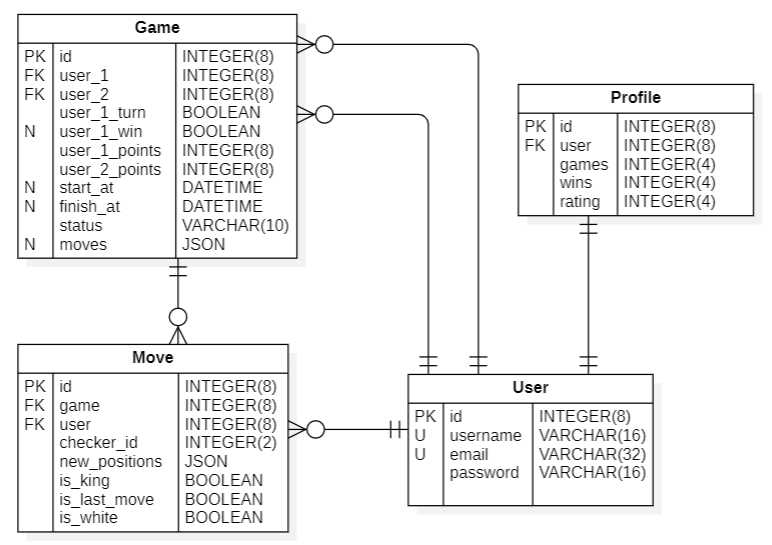 Game
PK id INTEGER(8)
FK user_1 INTEGER(8)
FK user_2 INTEGER(8)
user_1_turn BOOLEAN
N user_1_win BOOLEAN
user_1_points INTEGER(8)
user_2_points INTEGER(8)
N start_at DATETIME
N finish_at DATETIME
status VARCHAR(10)
N moves JSON
Profile
PK id INTEGER(8)
FK user INTEGER(8)
games INTEGER(4)
wins INTEGER(4)
rating INTEGER(4)
Move
PK id INTEGER(8)
FK game INTEGER(8)
FK user INTEGER(8)
checker_id INTEGER(2)
new_positions JSON
is_king BOOLEAN
is_last_move BOOLEAN
is_white BOOLEAN
User
PK id INTEGER(8)
U username VARCHAR(16)
U email VARCHAR(32)
password VARCHAR(16)